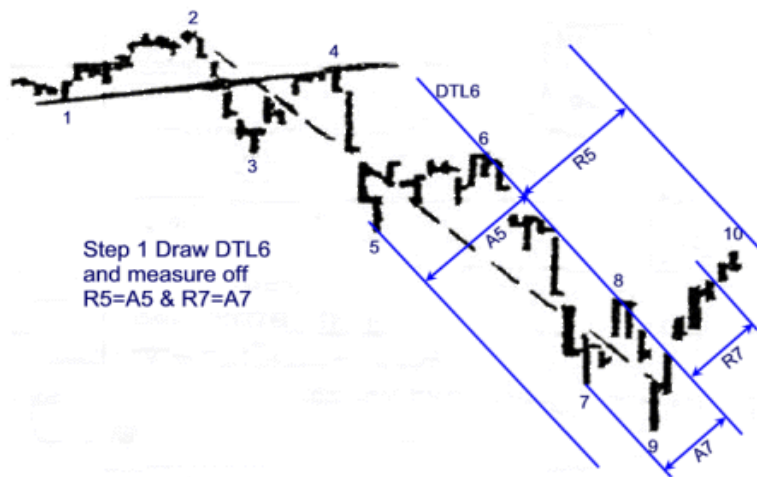 2
4
1
DTL6
3
6
R5
5
A5
10
Step 1 Draw DTL6
and measure off
R5=A5 & R7=A7
8
R7
7
9
A7